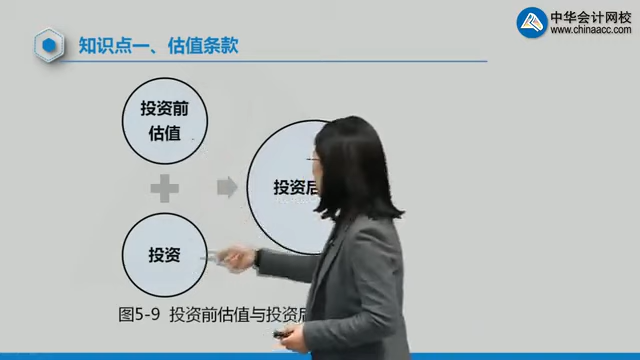 中华会计网校
www.chinaacc.com
知识点一、估值条款
投资前
估值
投资后
投资
图5-9 投资前估值与投资后